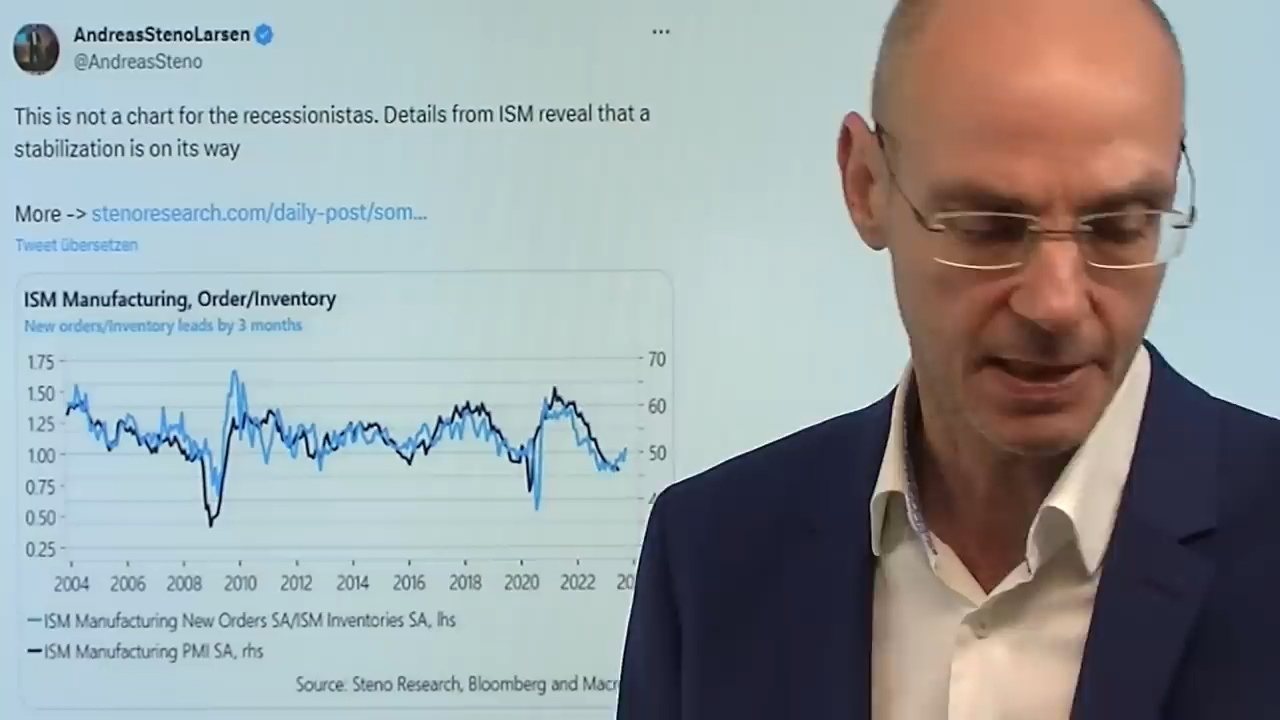 AndreasStenoLarsen
@AndreasSteno
This is not a chart for the recessionistas. Details from ISM reveal that a
stabilization is on its way
More -> stenoresearch.com/daily-post/som...
Tweet übersetzen
ISM Manufacturing, Order/Inventory
New orders/Inventory leads by 3 months
1.75
1.50
1.25
1.00
0.75
0.50
0.25
70
60
50
2004 2006 2008 2010 2012 2014 2016 2018 2020 2022 20
ISM Manufacturing New Orders SA/ISM Inventories SA, lhs
ISM Manufacturing PMI SA, rhs
Source: Steno Research, Bloomberg and